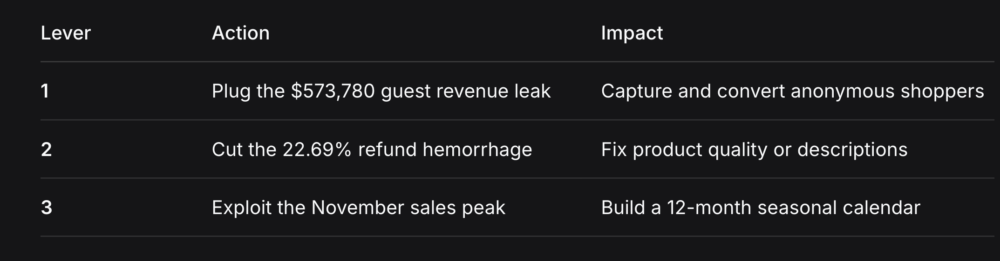 Lever Action Impact
1 Plug the $573,780 guest revenue leak Capture and convert anonymous shoppers
2 Cut the 22.69% refund hemorrhage Fix product quality or descriptions
3 Exploit the November sales peak Build a 12-month seasonal calendar